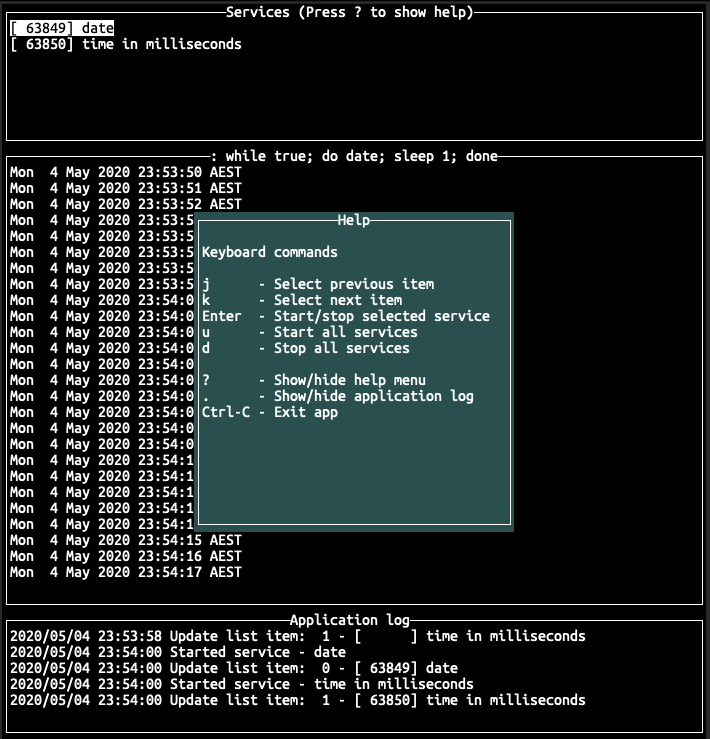 Services (Press ? to show help)
[ 63849] date
[ 63850] time in milliseconds
: while true; do date; sleep 1; done
Mon  4 May 2020 23:53:50 AEST
Mon  4 May 2020 23:53:51 AEST
Mon  4 May 2020 23:53:52 AEST
Mon  4 May 2020 23:53:5
Mon  4 May 2020 23:53:5
Mon  4 May 2020 23:53:5
Mon  4 May 2020 23:53:5
Mon  4 May 2020 23:53:5
Mon  4 May 2020 23:54:0
Mon  4 May 2020 23:54:0
Mon  4 May 2020 23:54:0
Mon  4 May 2020 23:54:0
Mon  4 May 2020 23:54:0
Mon  4 May 2020 23:54:0
Mon  4 May 2020 23:54:0
Mon  4 May 2020 23:54:0
Mon  4 May 2020 23:54:0
Mon  4 May 2020 23:54:0
Mon  4 May 2020 23:54:1
Mon  4 May 2020 23:54:1
Mon  4 May 2020 23:54:1
Mon  4 May 2020 23:54:1
Mon  4 May 2020 23:54:1
Mon  4 May 2020 23:54:15 AEST
Mon  4 May 2020 23:54:16 AEST
Mon  4 May 2020 23:54:17 AEST
Help
Keyboard commands
j      - Select previous item
k      - Select next item
Enter  - Start/stop selected service
u      - Start all services
d      - Stop all services
?      - Show/hide help menu
.      - Show/hide application log
Ctrl-C - Exit app
Application log
2020/05/04 23:53:58 Update list item:  1 - [      ] time in milliseconds
2020/05/04 23:54:00 Started service - date
2020/05/04 23:54:00 Update list item:  0 - [ 63849] date
2020/05/04 23:54:00 Started service - time in milliseconds
2020/05/04 23:54:00 Update list item:  1 - [ 63850] time in milliseconds